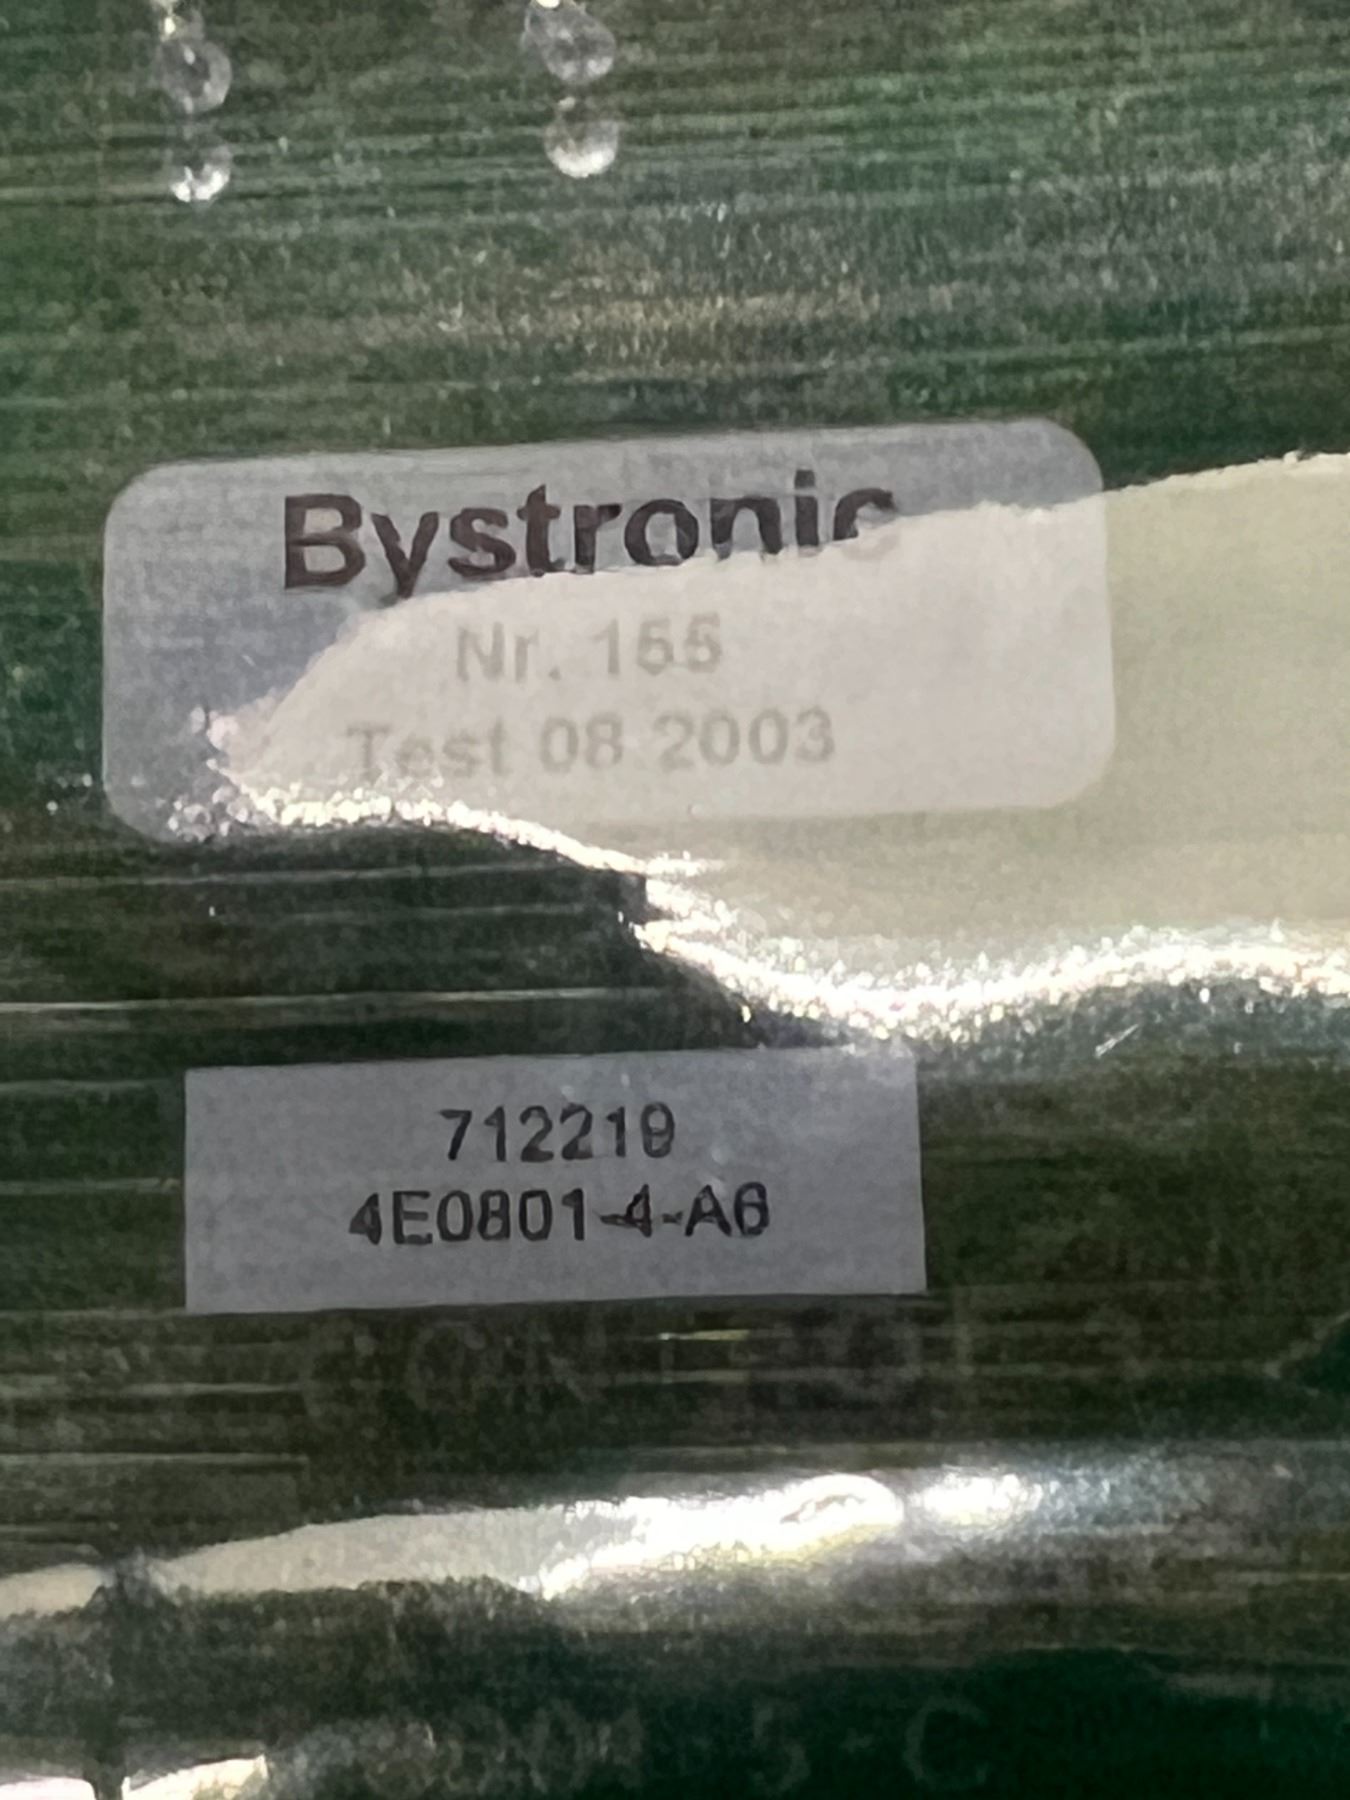 Bystronic
Nr. 155
Test 08 2003
712219
4E0801-4-A6